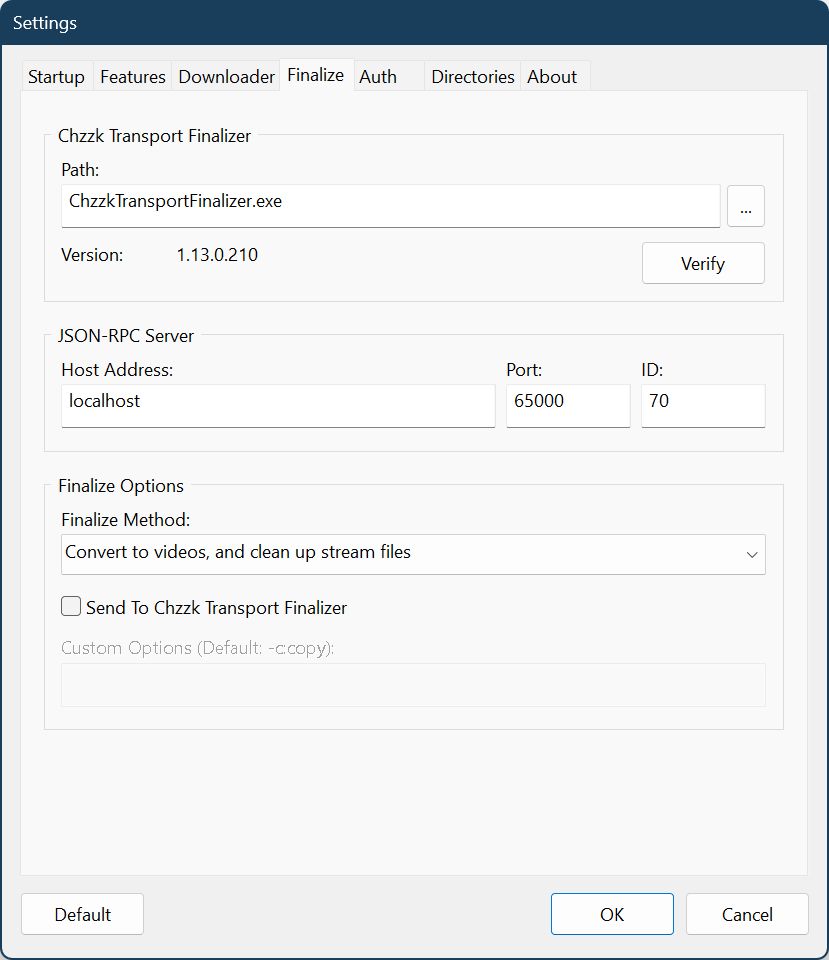 Settings
Startup Features Downloader Finalize Auth Directories About
Chzzk Transport Finalizer
Path:
ChzzkTransportFinalizer.exe ...
Version: 1.13.0.210
Verify
JSON-RPC Server
Host Address: Port: ID:
localhost 65000 70
Finalize Options
Finalize Method:
Convert to videos, and clean up stream files
Send To Chzzk Transport Finalizer
Custom Options (Default: -c:copy):
Default OK Cancel